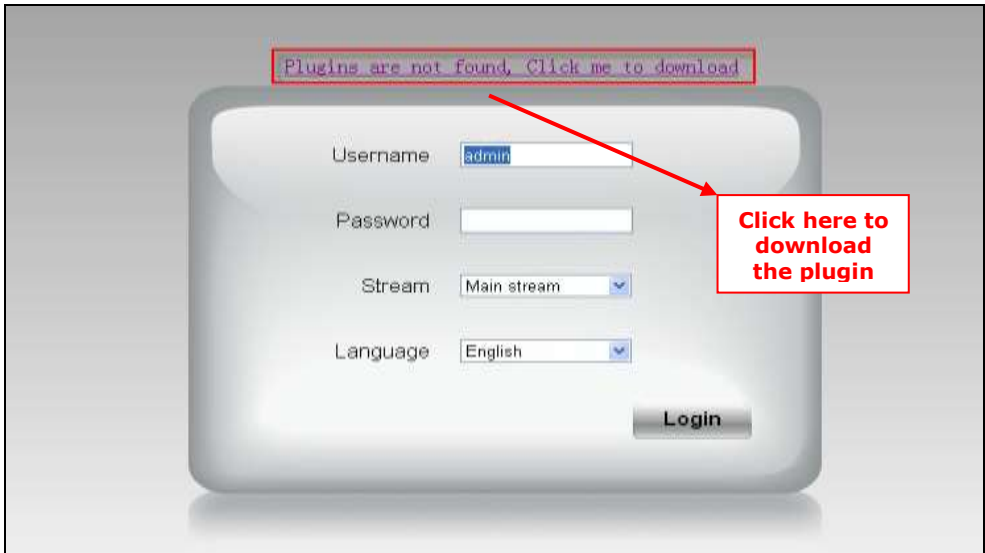 Plugins are not found, Click me to download
Username
admin
Password
Click here to
download
the plugin
Stream
Main stream
Language
English
Login